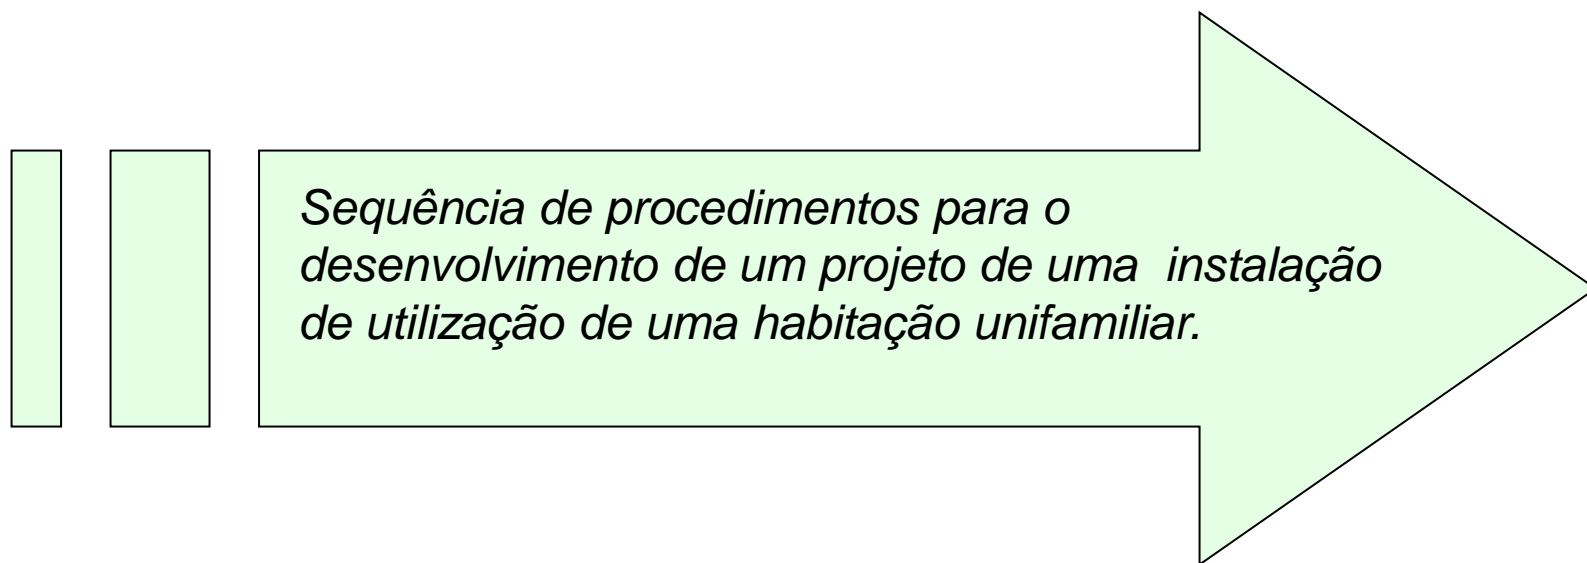 Sequência de procedimentos para o
desenvolvimento de um projeto de uma  instalação
de utilização de uma habitação unifamiliar.